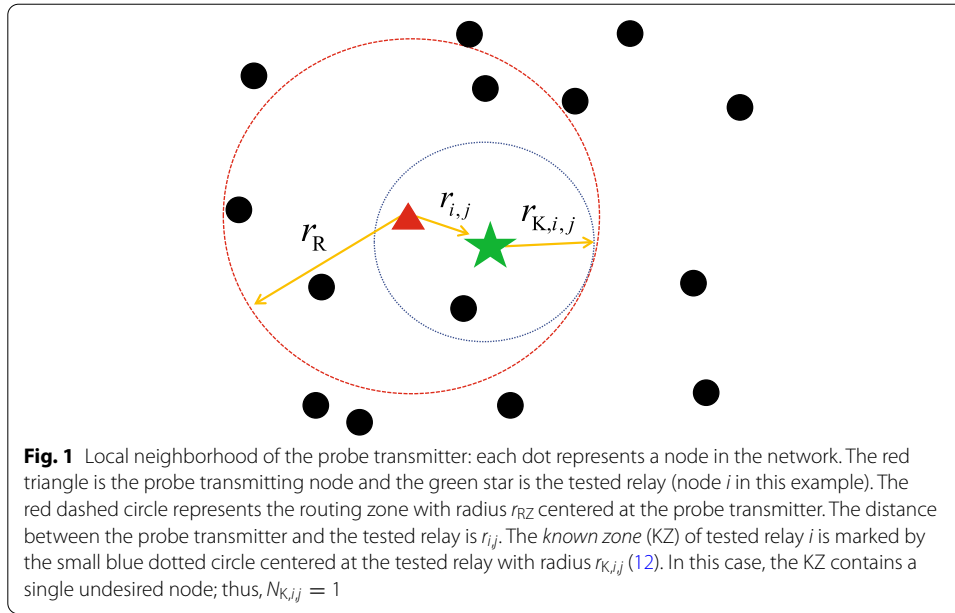 r_{i,j}
r_{K,i,j}
r_R
Fig. 1 Local neighborhood of the probe transmitter: each dot represents a node in the network. The red
triangle is the probe transmitting node and the green star is the tested relay (node i in this example). The
red dashed circle represents the routing zone with radius r_{RZ} centered at the probe transmitter. The distance
between the probe transmitter and the tested relay is r_{i,j}. The known zone (KZ) of tested relay i is marked by
the small blue dotted circle centered at the tested relay with radius r_{K,i,j} (12). In this case, the KZ contains a
single undesired node; thus, N_{K,i,j} = 1